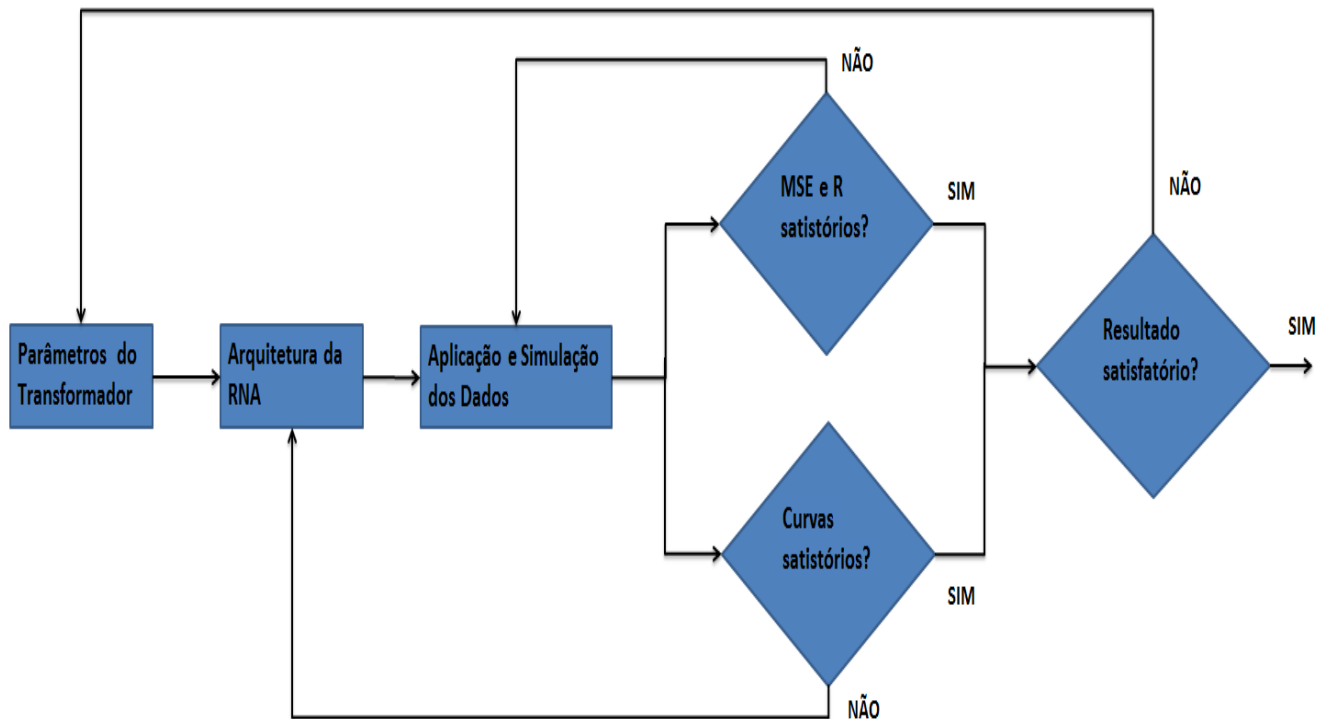 NÃO
MSE e R
satistórios?
SIM
NÃO
Parâmetros do
Transformador
Arquitetura da
RNA
Aplicação e Simulação
dos Dados
Resultado
satisfatório?
SIM
Curvas
satistórios?
SIM
NÃO